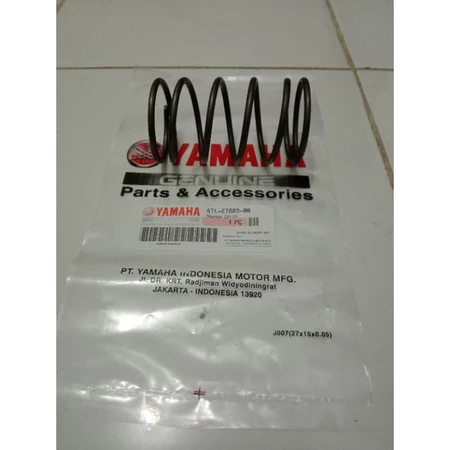 YAMAHA
GENUINE
Parts & Accessories
YAMAHA 5TL-E7683-00
1 PC
PT. YAMAHA INDONESIA MOTOR MFG.
JL. DR. KRT. Radjiman Widyodiningrat
JAKARTA - INDONESIA 13920
J007(27x15x0.05)